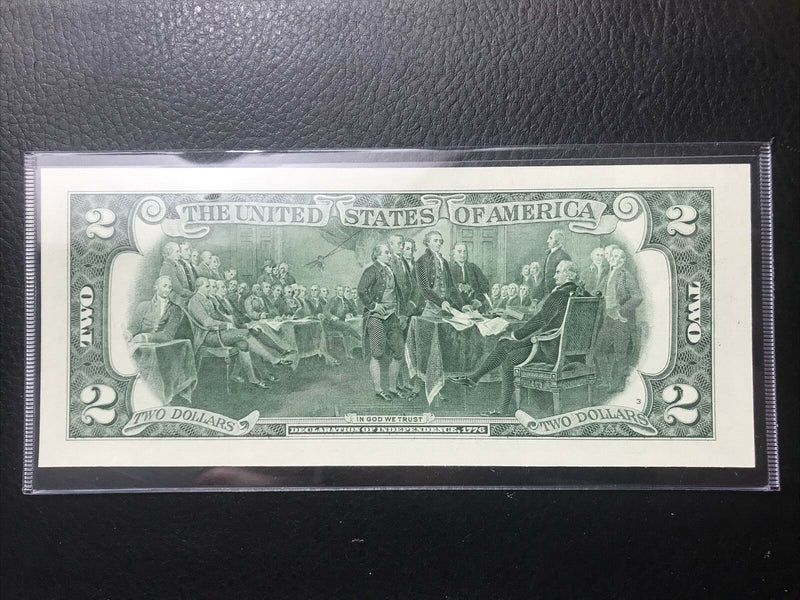 THE UNITED STATES OF AMERICA
2
2
TWO
TWO
2
2
TWO DOLLARS
IN GOD WE TRUST
TWO DOLLARS
3
DECLARATION OF INDEPENDENCE, 1776